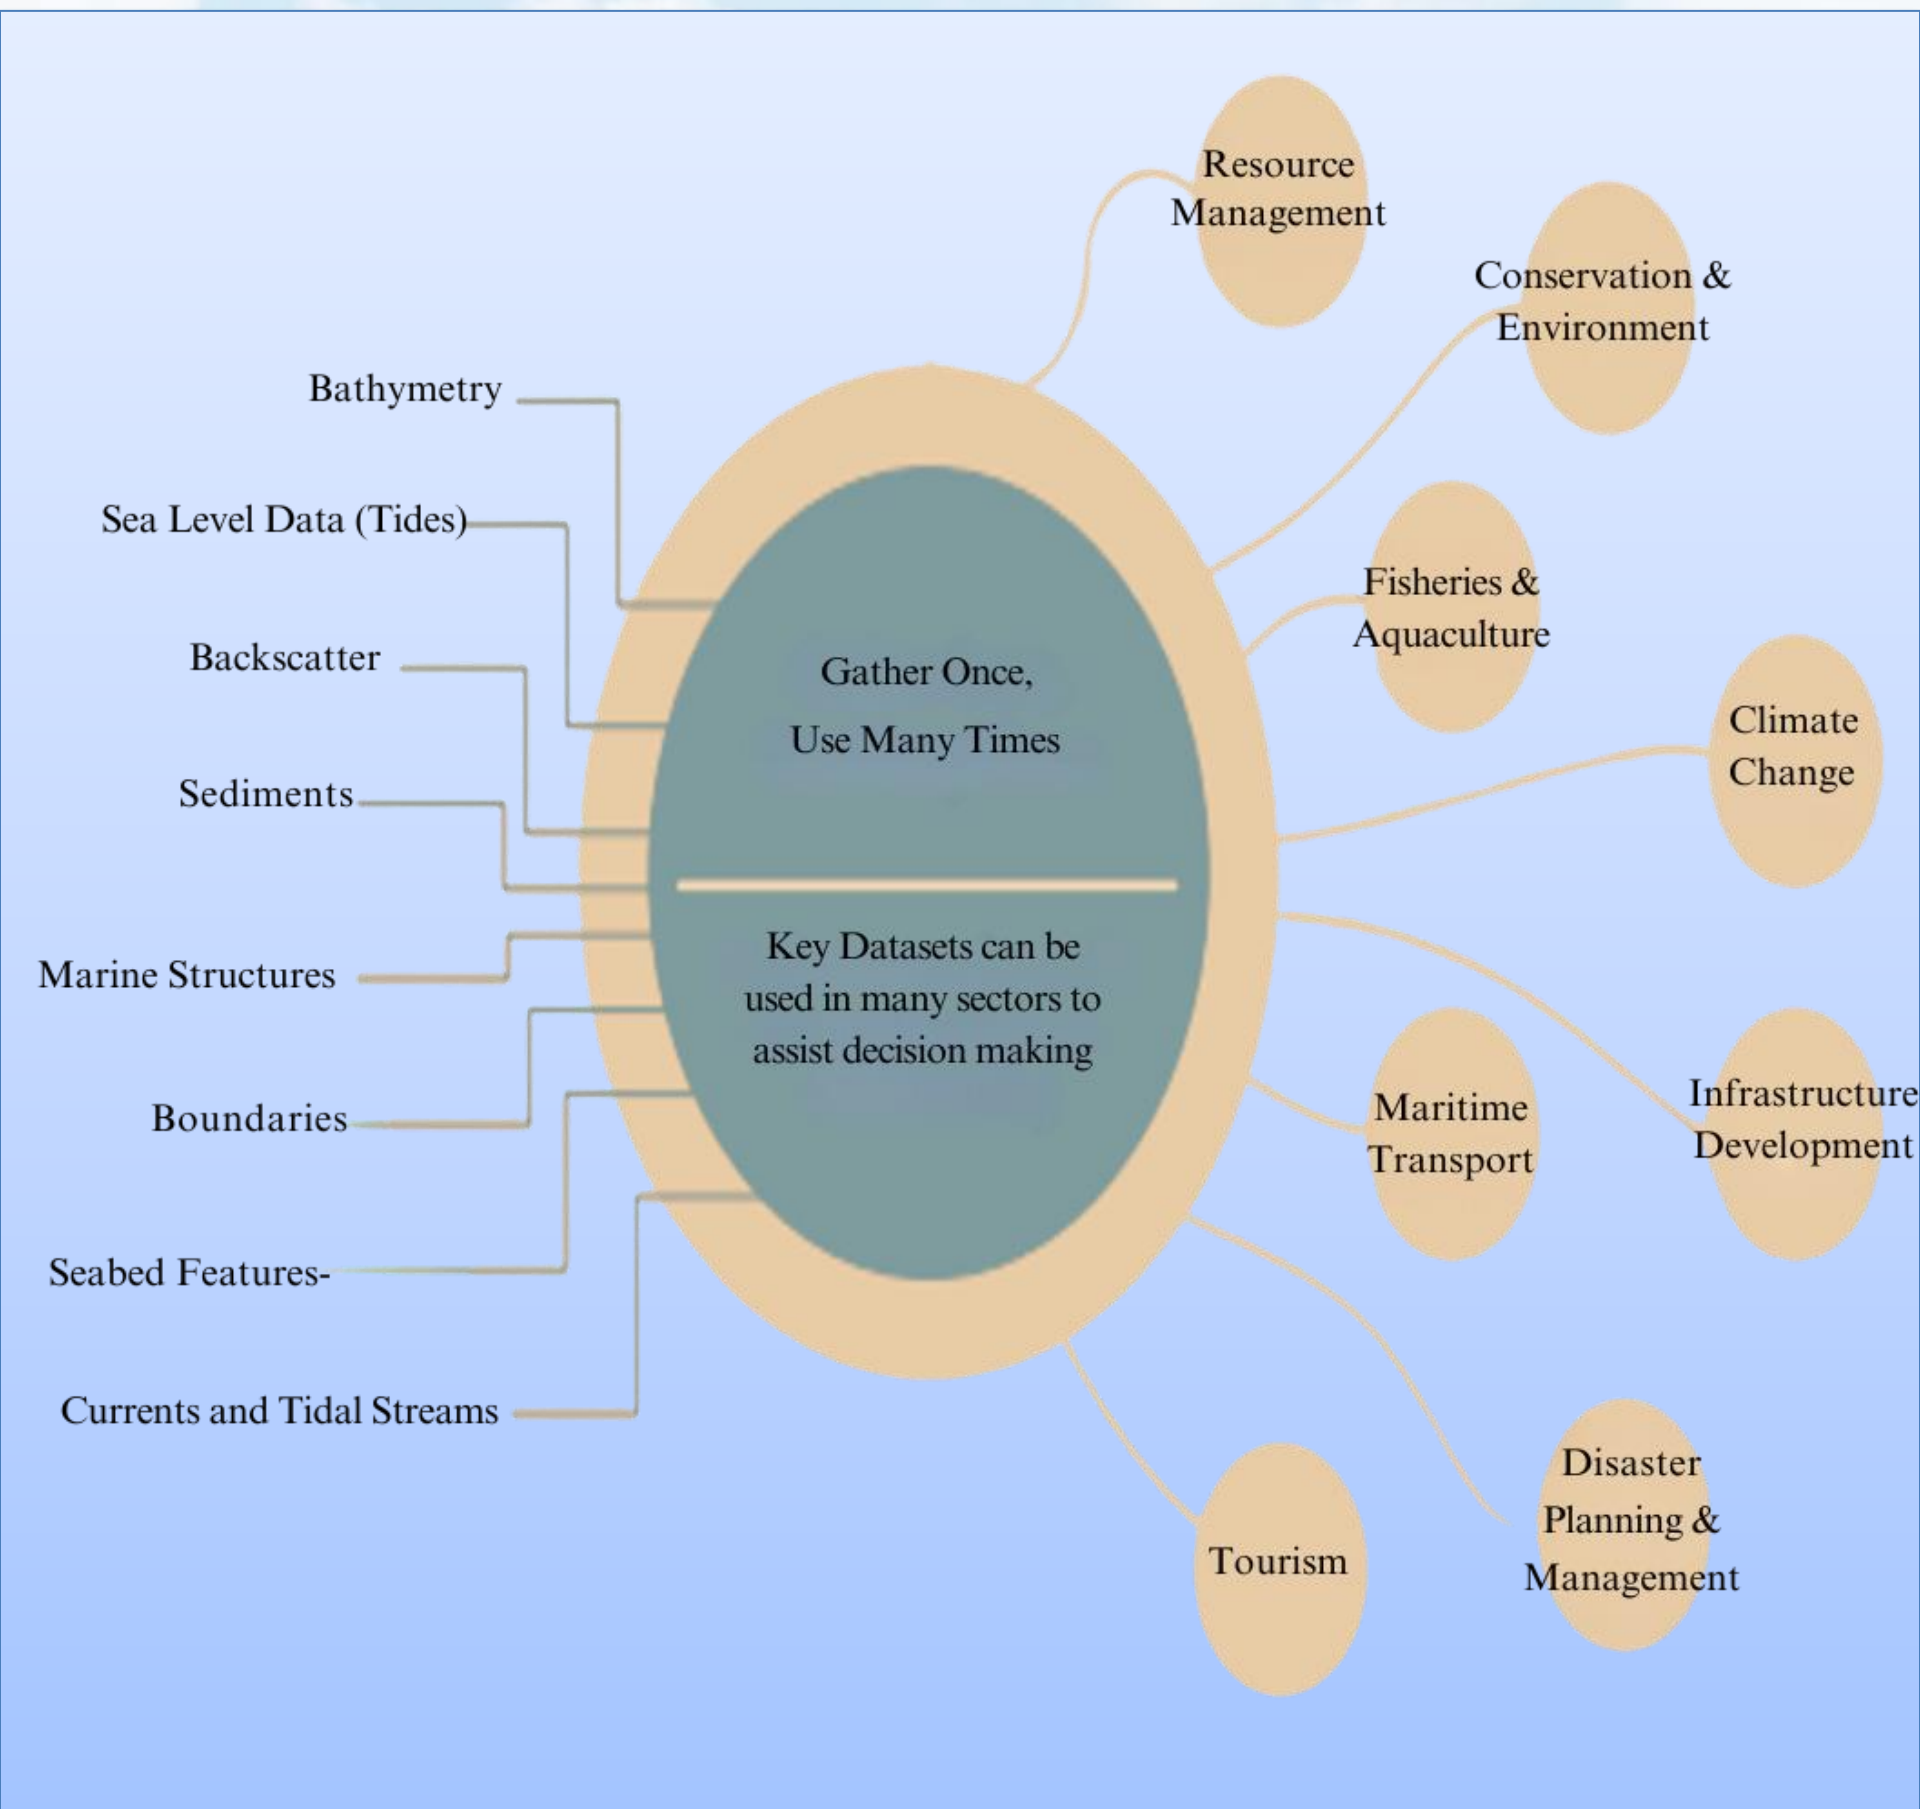 Bathymetry
Sea Level Data (Tides)
Backscatter
Sediments
Marine Structures
Boundaries
Seabed Features-
Currents and Tidal Streams
Gather Once,
Use Many Times
Key Datasets can be
used in many sectors to
assist decision making
Resource
Management
Conservation &
Environment
Fisheries &
Aquaculture
Climate
Change
Maritime
Transport
Infrastructure
Development
Disaster
Planning &
Management
Tourism